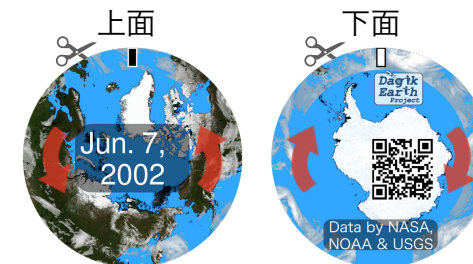 上面
下面
Jun. 7,
2002
Dagik
Earth
Project
Data by NASA,
NOAA & USGS